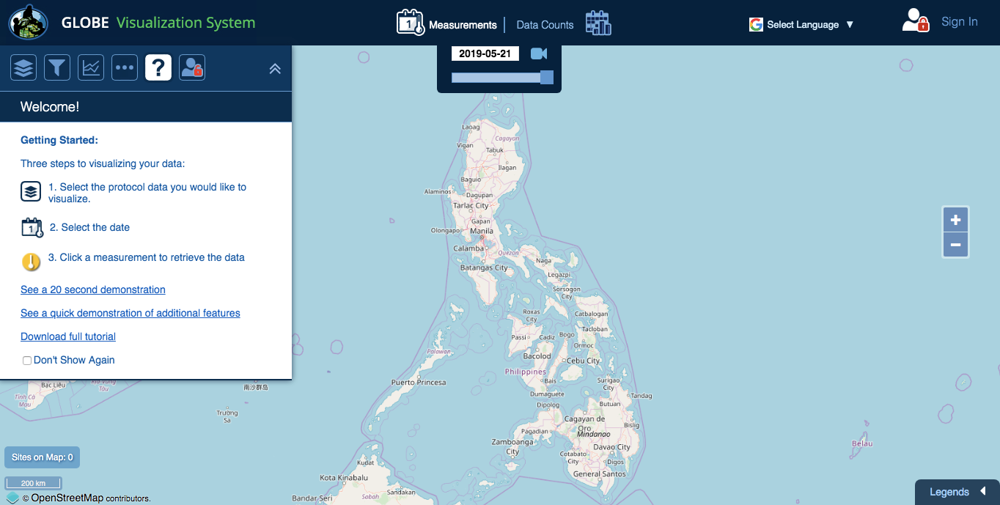 GLOBE Visualization System
1
Measurements
Data Counts
Select Language ▼
Sign In
?
2019-05-21
Welcome!
Getting Started:
Three steps to visualizing your data:
1. Select the protocol data you would like to
visualize.
1
2. Select the date
3. Click a measurement to retrieve the data
See a 20 second demonstration
See a quick demonstration of additional features
Download full tutorial
Don't Show Again
Laoag
Cagayan
Vigan
Tabuk
Ilagan
Baguio
Alaminos
Dagupan
Tarlac City
Gapan
Olongapo
Manila
Calamba
Quezon
Naga
Batangas City
Legazpi
Sorsogon
City
Roxas
City
Catbalogan
Tacloban
Passi
Cadiz
Bogo
Ormoc
Palawan
Bacolod
Cebu City
Philippines
Puerto Princesa
Bais
Surigao
City
Dumaguete
Tandag
Dipolog
Butuan
Cagayan de
Oro
Bislig
Pagadian
Mindanao
Zamboanga
City
Davao City
Cotabato
City
Digos
General Santos
Belau
Bạc Liêu
Rịa-Vũng
Tàu
Tỉnh Cà
Mau
南沙群岛
Trường
Sa
Kudat
Kota Kinabalu
Sandakan
Bandar Seri
Sabah
+
−
Sites on Map: 0
200 km
© OpenStreetMap contributors.
Legends